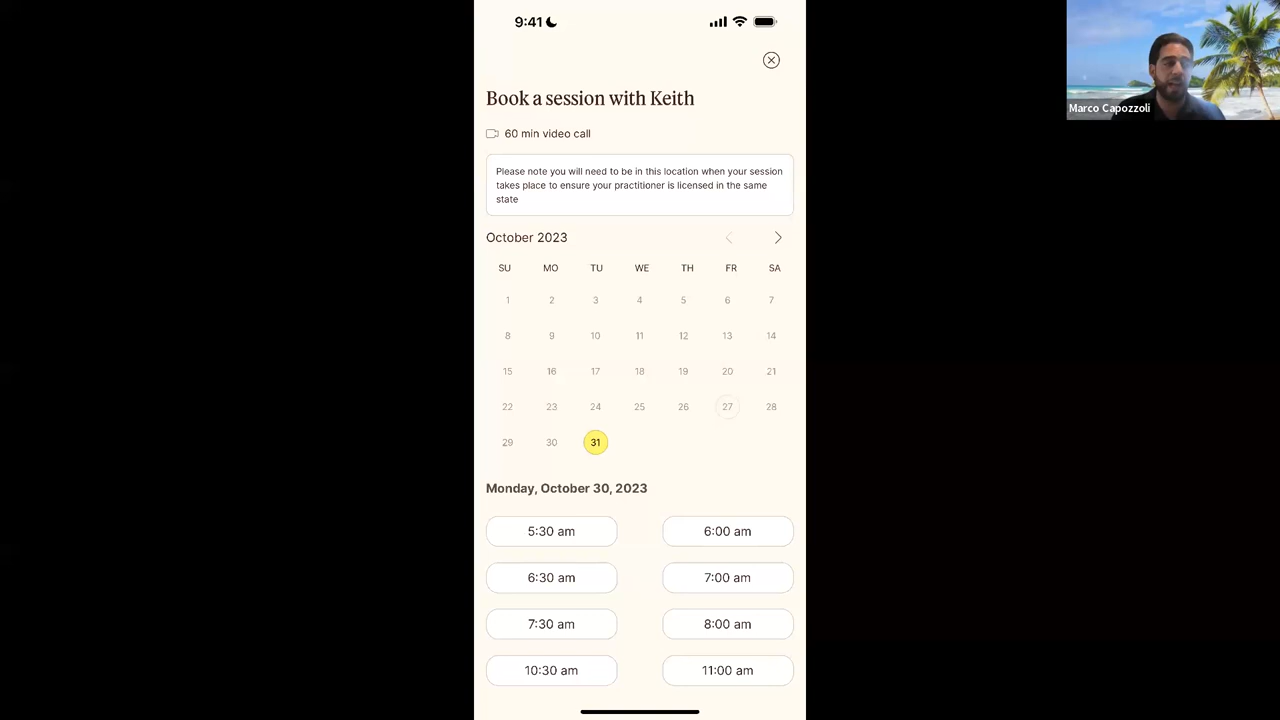 9:41
Book a session with Keith
60 min video call
Please note you will need to be in this location when your session
takes place to ensure your practitioner is licensed in the same
state
October 2023
SU MO TU WE TH FR SA
1 2 3 4 5 6 7
8 9 10 11 12 13 14
15 16 17 18 19 20 21
22 23 24 25 26 27 28
29 30 31
Monday, October 30, 2023
5:30 am 6:00 am
6:30 am 7:00 am
7:30 am 8:00 am
10:30 am 11:00 am
Marco Capozzoli